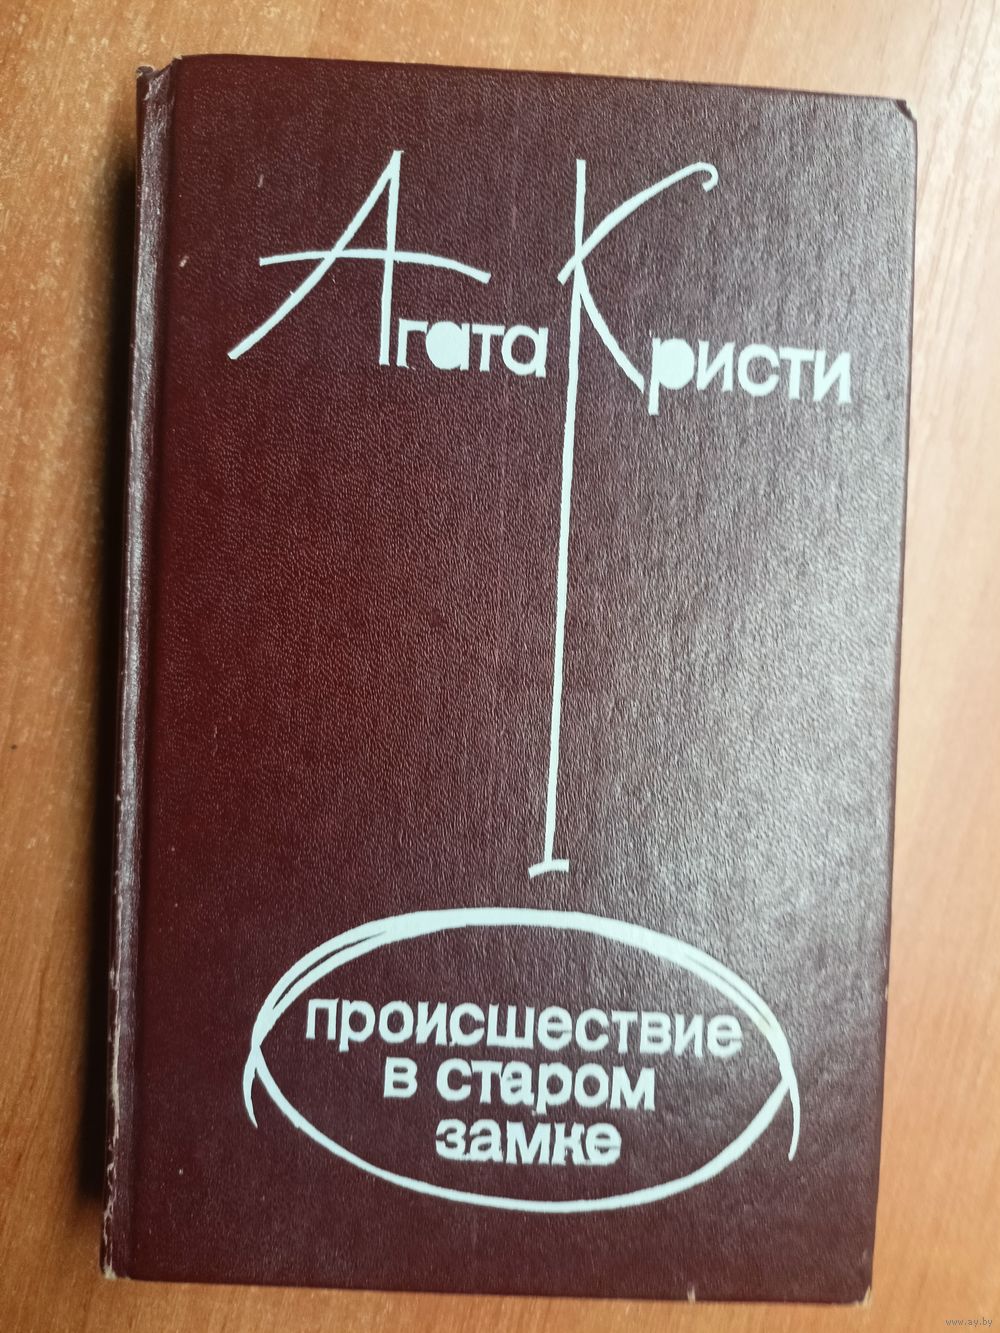 Агата Кристи
происшествие
в старом
замке
www.ay.by